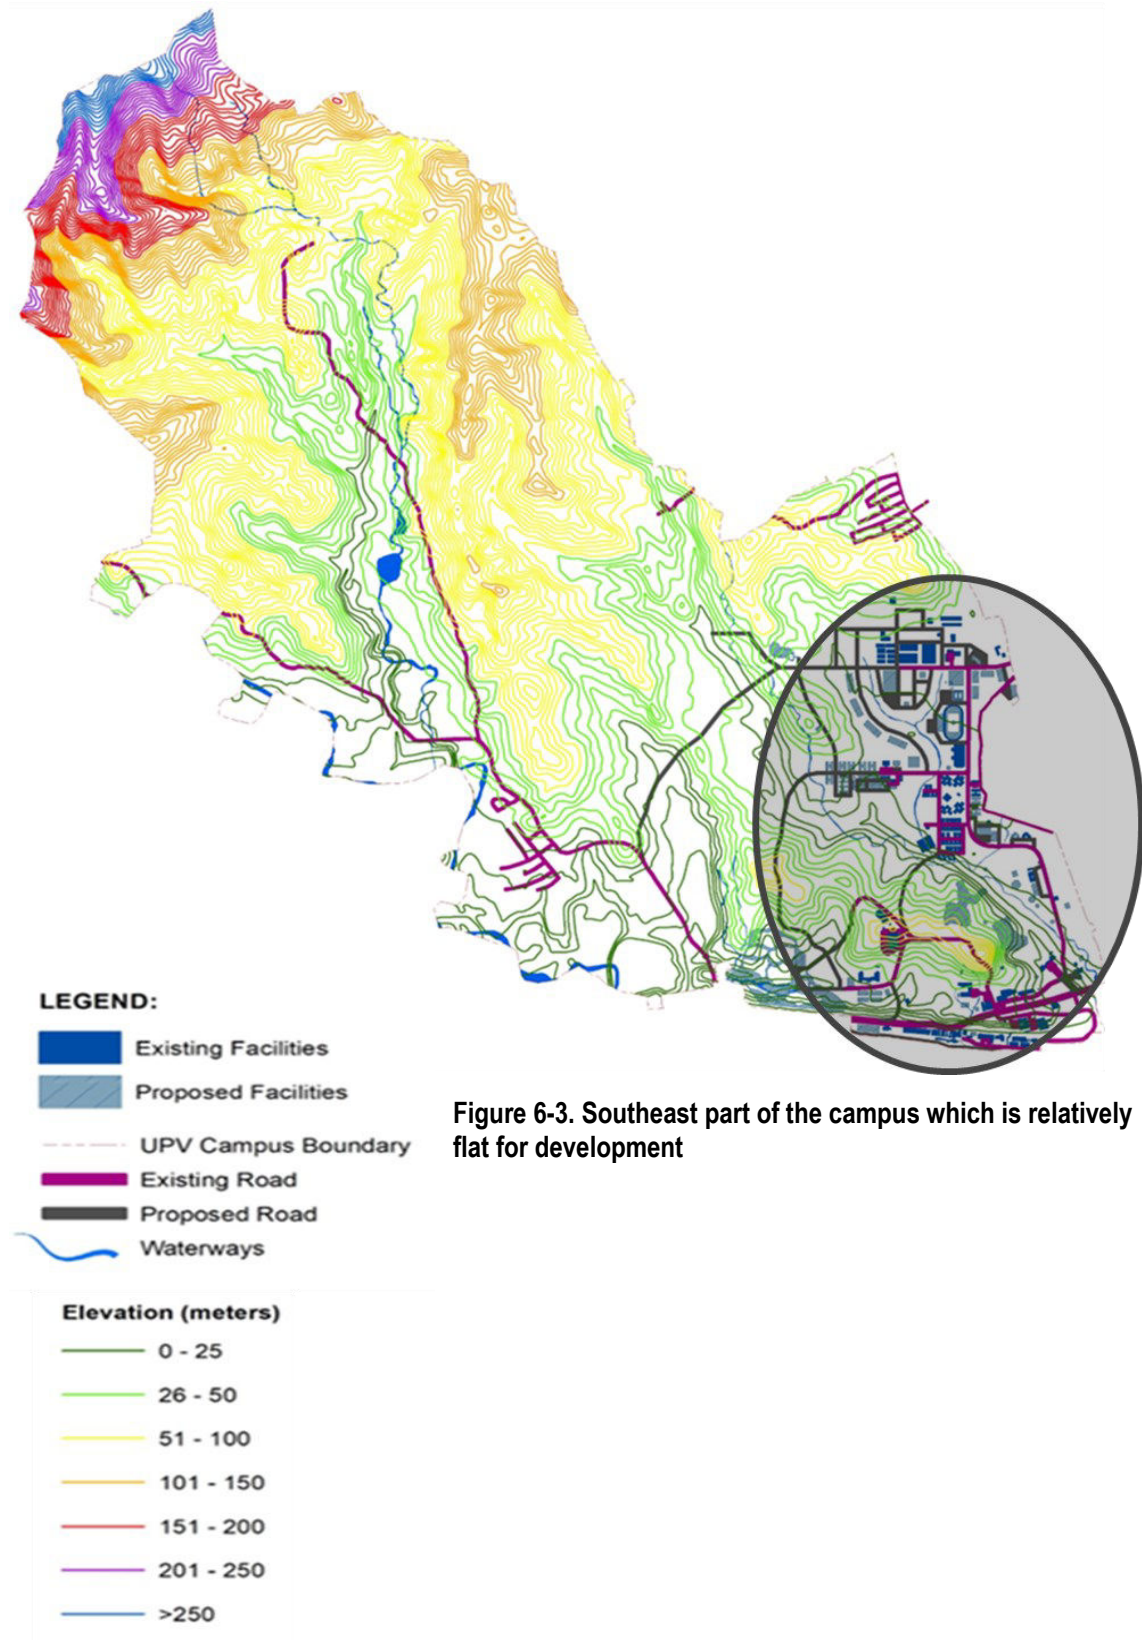 LEGEND:
Existing Facilities
Proposed Facilities
UPV Campus Boundary
Existing Road
Proposed Road
Waterways
Figure 6-3. Southeast part of the campus which is relatively
flat for development
Elevation (meters)
0 - 25
26 - 50
51 - 100
101 - 150
151 - 200
201 - 250
>250